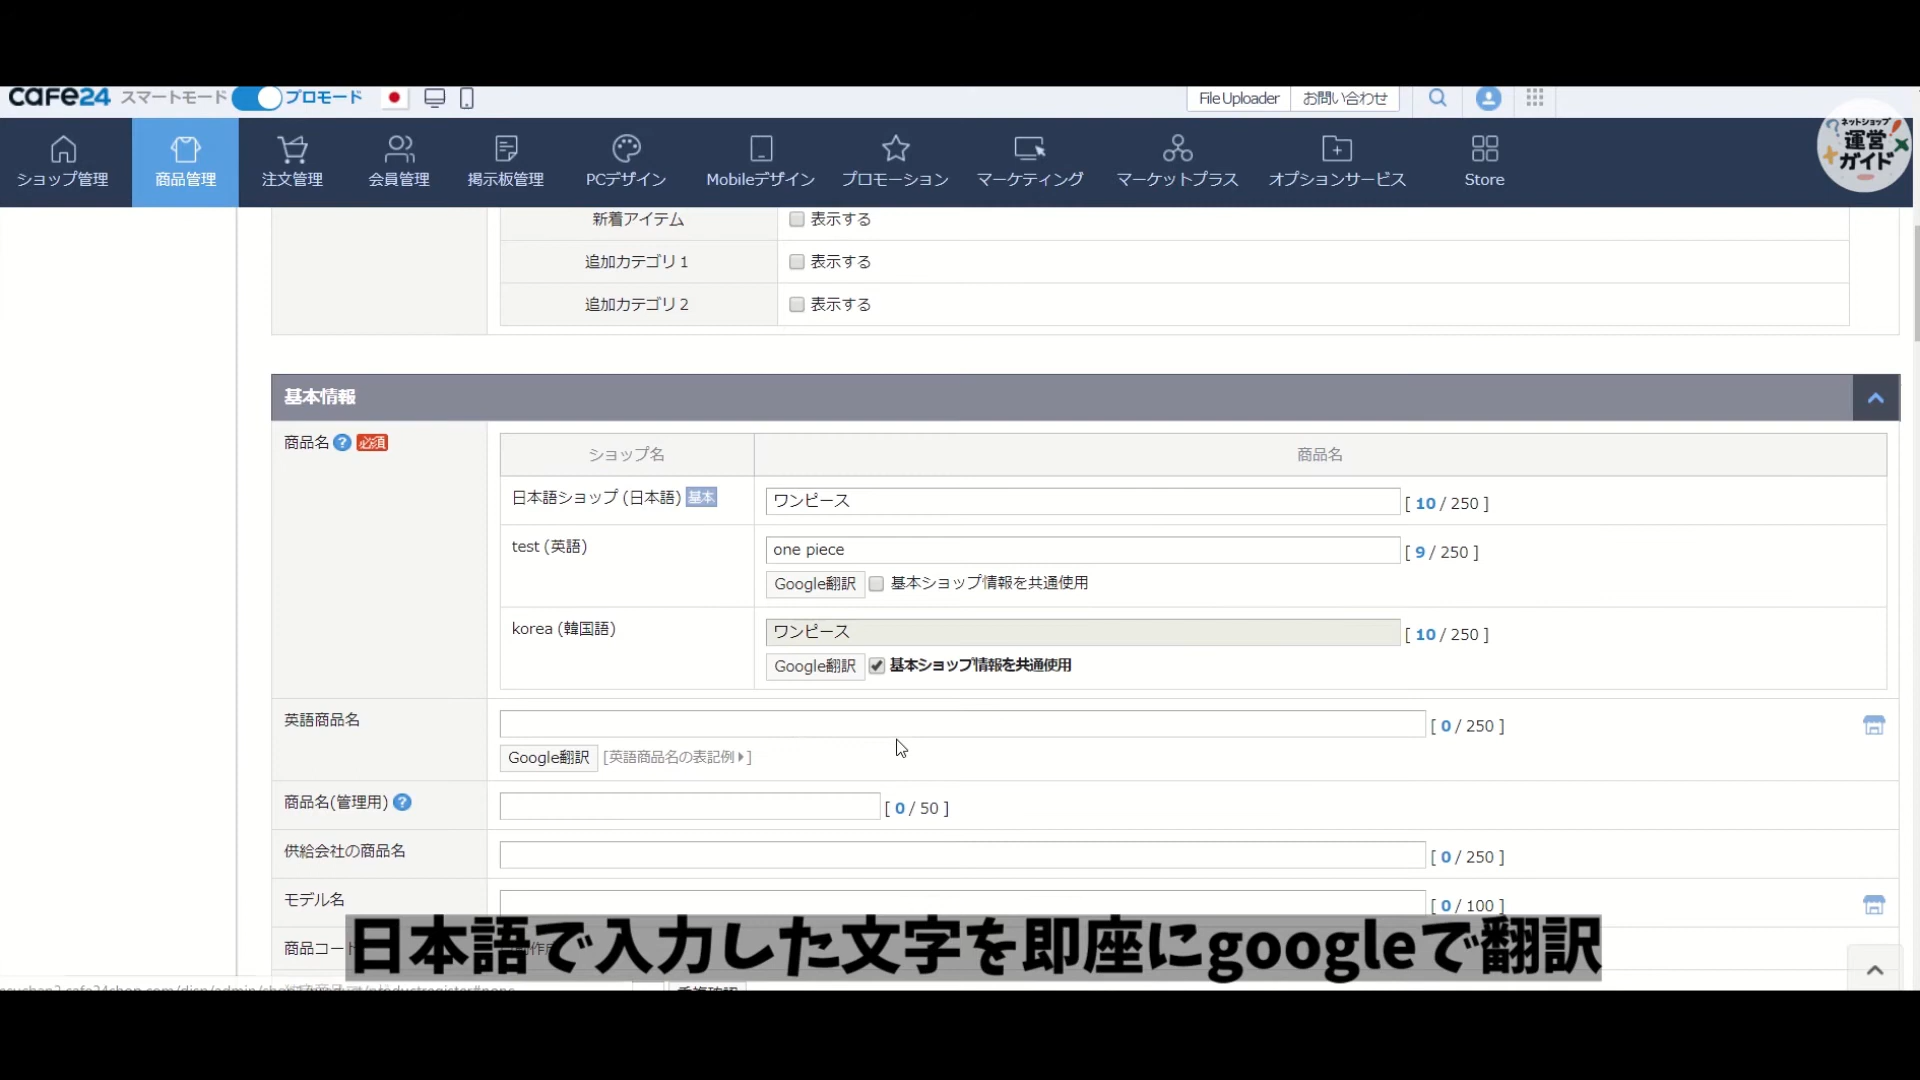 cafe24 スマートモード プロモード File Uploader お問い合わせ
ショップ管理 商品管理 注文管理 会員管理 掲示板管理 PCデザイン Mobileデザイン プロモーション マーケティング マーケットプラス オプションサービス Store
ネットショップ
運営
ガイド
新着アイテム 表示する
追加カテゴリ1 表示する
追加カテゴリ2 表示する
基本情報
商品名 ? 必須 ショップ名 商品名
日本語ショップ (日本語) 基本 ワンピース [ 10 / 250 ]
test (英語) one piece [ 9 / 250 ]
Google翻訳 基本ショップ情報を共通使用
korea (韓国語) ワンピース [ 10 / 250 ]
Google翻訳 基本ショップ情報を共通使用
英語商品名 [ 0 / 250 ]
Google翻訳 [英語商品名の表記例]
商品名(管理用) ? [ 0 / 50 ]
供給会社の商品名 [ 0 / 250 ]
モデル名 [ 0 / 100 ]
商品コード
日本語で入力した文字を即座にgoogleで翻訳